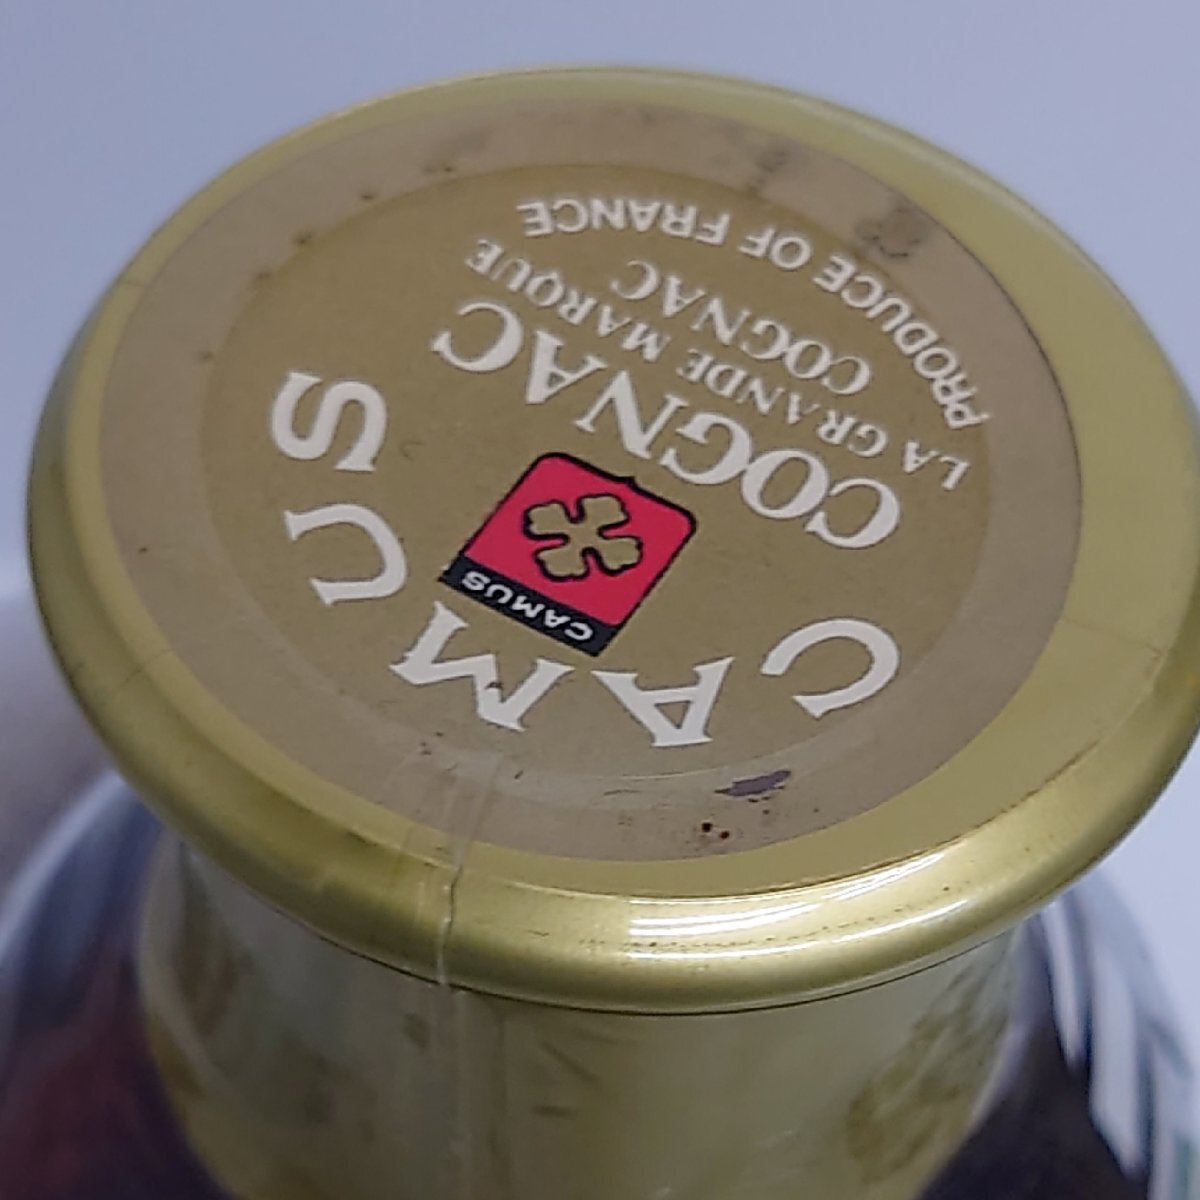 CAMUS
CAMUS
COGNAC
LA GRANDE MARQUE
COGNAC
PRODUCE OF FRANCE